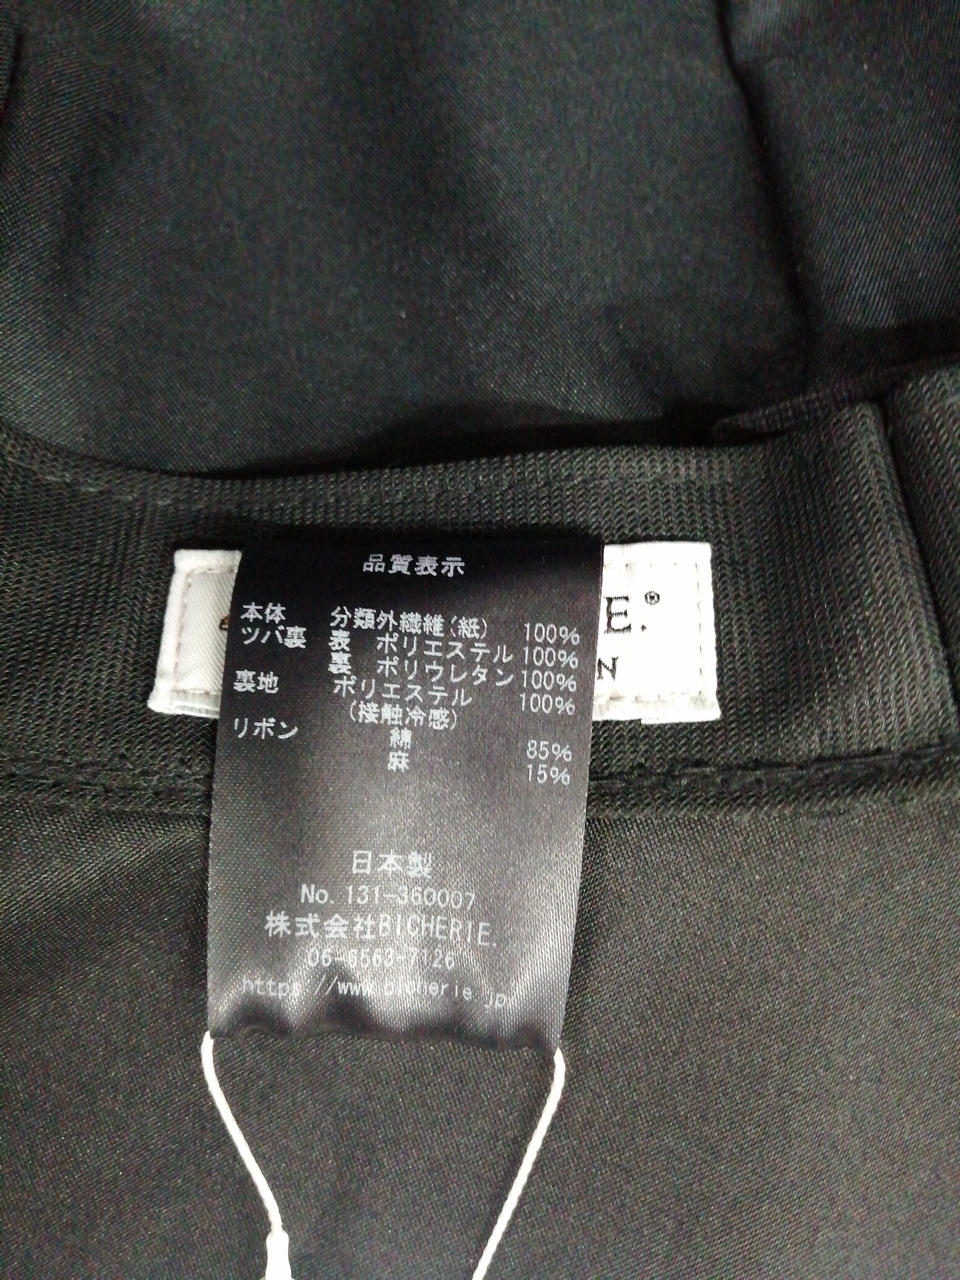 品質表示
本体 分類外繊維(紙) 100%
ツバ裏 表 ポリエステル 100%
裏 ポリウレタン 100%
裏地 ポリエステル 100%
(接触冷感)
リボン 綿 85%
麻 15%
日本製
No. 131-360007
株式会社BICHERIE.
06-6563-7126
https://www.bicherie.jp/
E.®
N